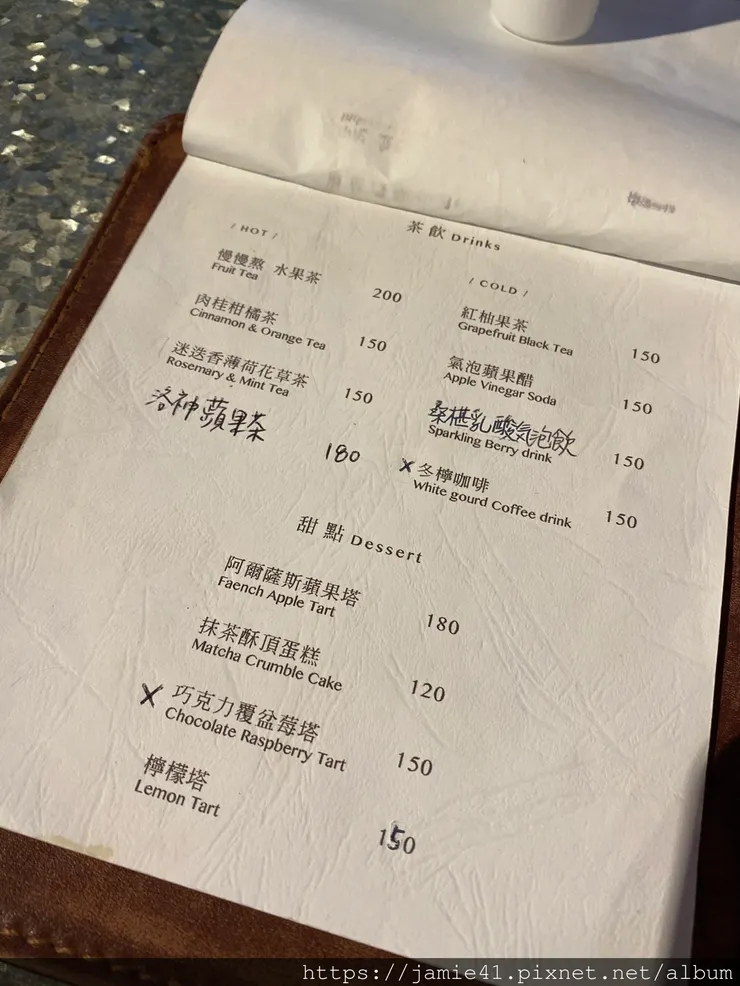 茶飲 Drinks
/ HOT /
慢慢熬 水果茶
Fruit Tea
200
肉桂柑橘茶
Cinnamon & Orange Tea
150
迷迭香薄荷花草茶
Rosemary & Mint Tea
150
洛神蘋果茶
180
/ COLD /
紅柚果茶
Grapefruit Black Tea
150
氣泡蘋果醋
Apple Vinegar Soda
150
桑椹乳酸気泡飲
Sparkling Berry drink
150
X 冬檸咖啡
White gourd Coffee drink
150
甜點 Dessert
阿爾薩斯蘋果塔
Faench Apple Tart
180
抹茶酥頂蛋糕
Matcha Crumble Cake
120
X 巧克力覆盆莓塔
Chocolate Raspberry Tart
150
檸檬塔
Lemon Tart
150
https://jamie41.pixnet.net/album